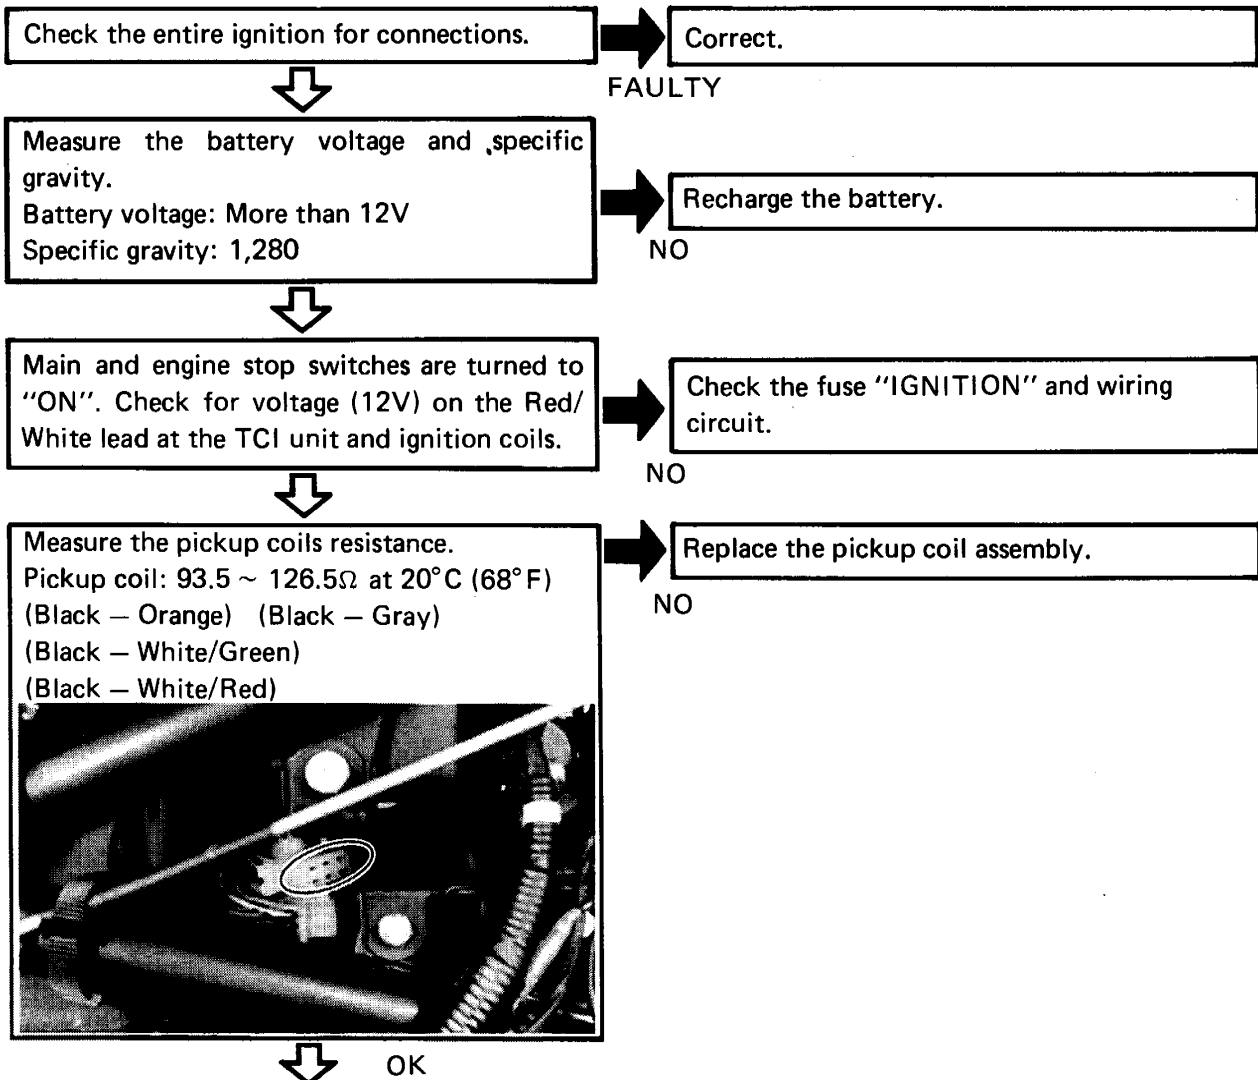 Check the entire ignition for connections.
Correct.
FAULTY
Measure the battery voltage and specific
gravity.
Battery voltage: More than 12V
Specific gravity: 1,280
Recharge the battery.
NO
Main and engine stop switches are turned to
"ON". Check for voltage (12V) on the Red/
White lead at the TCI unit and ignition coils.
Check the fuse "IGNITION" and wiring
circuit.
NO
Measure the pickup coils resistance.
Pickup coil: 93.5 ~ 126.5Ω at 20°C (68°F)
(Black — Orange) (Black — Gray)
(Black — White/Green)
(Black — White/Red)
Replace the pickup coil assembly.
NO
OK